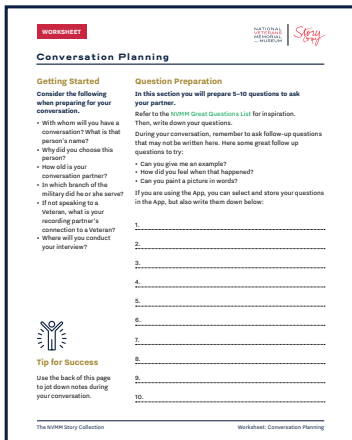 WORKSHEET
NATIONAL
VETERANS
MEMORIAL
MUSEUM
Story
Corps
Conversation Planning
Getting Started
Consider the following
when preparing for your
conversation.
• With whom will you have a
conversation? What is that
person's name?
• Why did you choose this
person?
• How old is your
conversation partner?
• In which branch of the
military did he or she serve?
• If not speaking to a
Veteran, what is your
recording partner's
connection to a Veteran?
• Where will you conduct
your interview?
Tip for Success
Use the back of this page
to jot down notes during
your conversation.
Question Preparation
In this section you will prepare 5–10 questions to ask
your partner.
Refer to the NVMM Great Questions List for inspiration.
Then, write down your questions.
During your conversation, remember to ask follow-up questions
that may not be written here. Here some great follow up
questions to try:
• Can you give me an example?
• How did you feel when that happened?
• Can you paint a picture in words?
If you are using the App, you can select and store your questions
in the App, but also write them down below:
1.
2.
3.
4.
5.
6.
7.
8.
9.
10.
The NVMM Story Collection
Worksheet: Conversation Planning